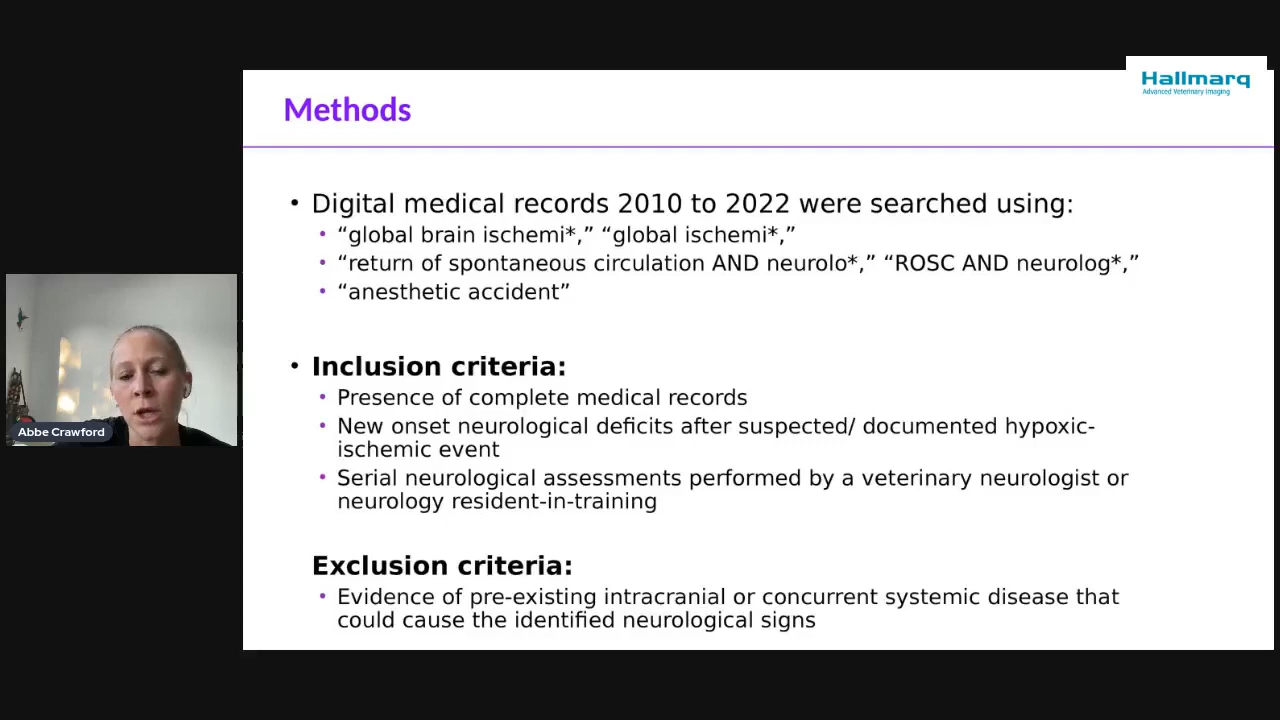 Hallmarq
Advanced Veterinary Imaging
Methods
• Digital medical records 2010 to 2022 were searched using:
• “global brain ischemi*,” “global ischemi*,”
• “return of spontaneous circulation AND neurolo*,” “ROSC AND neurolog*,”
• “anesthetic accident”
• Inclusion criteria:
• Presence of complete medical records
• New onset neurological deficits after suspected/ documented hypoxic-
ischemic event
• Serial neurological assessments performed by a veterinary neurologist or
neurology resident-in-training
Exclusion criteria:
• Evidence of pre-existing intracranial or concurrent systemic disease that
could cause the identified neurological signs
Abbe Crawford